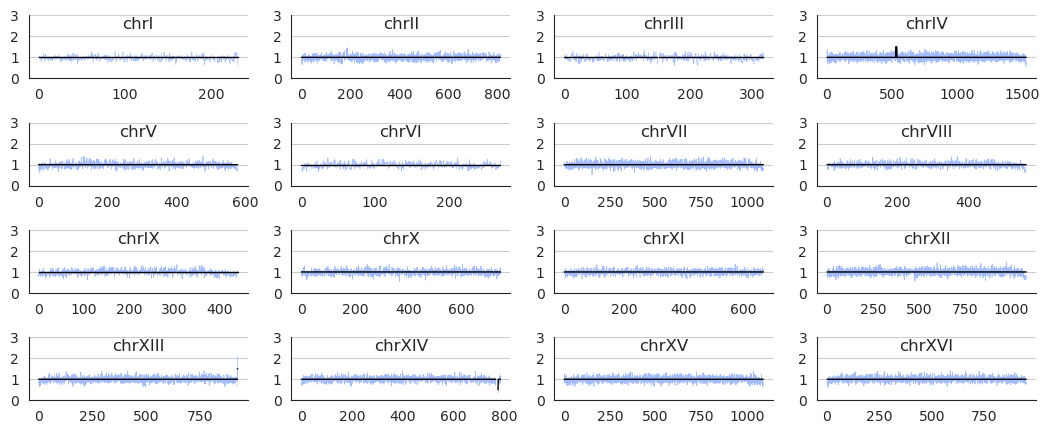 chrI chrII chrIII chrIV
3 3 3 3
2 2 2 2
1 1 1 1
0 0 0 0
0 100 200 0 200 400 600 800 0 100 200 300 0 500 1000 1500
chrV chrVI chrVII chrVIII
3 3 3 3
2 2 2 2
1 1 1 1
0 0 0 0
0 200 400 600 0 100 200 0 250 500 750 1000 0 200 400
chrIX chrX chrXI chrXII
3 3 3 3
2 2 2 2
1 1 1 1
0 0 0 0
0 100 200 300 400 0 200 400 600 0 200 400 600 0 250 500 750 1000
chrXIII chrXIV chrXV chrXVI
3 3 3 3
2 2 2 2
1 1 1 1
0 0 0 0
0 250 500 750 0 200 400 600 800 0 250 500 750 1000 0 250 500 750